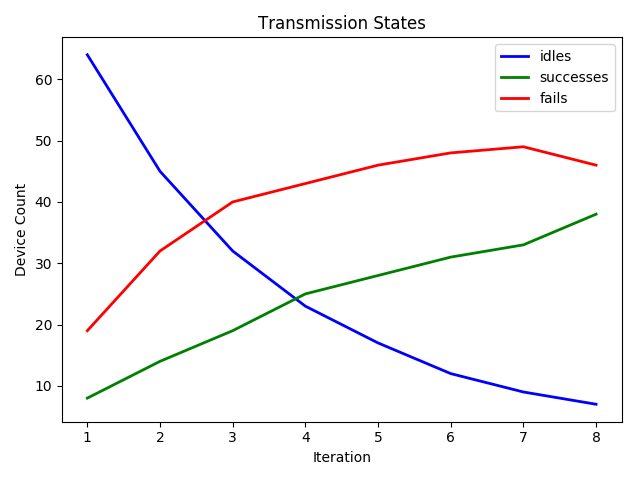 Transmission States
idles
successes
fails
Device Count
60
50
40
30
20
10
1 2 3 4 5 6 7 8
Iteration